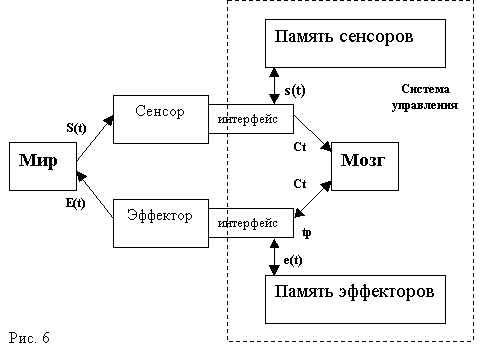 Память сенсоров
Система
управления
s(t)
Сенсор
интерфейс
S(t)
Ct
Мир
Мозг
Ct
E(t)
Эффектор
интерфейс
tp
e(t)
Память эффекторов
Рис. 6